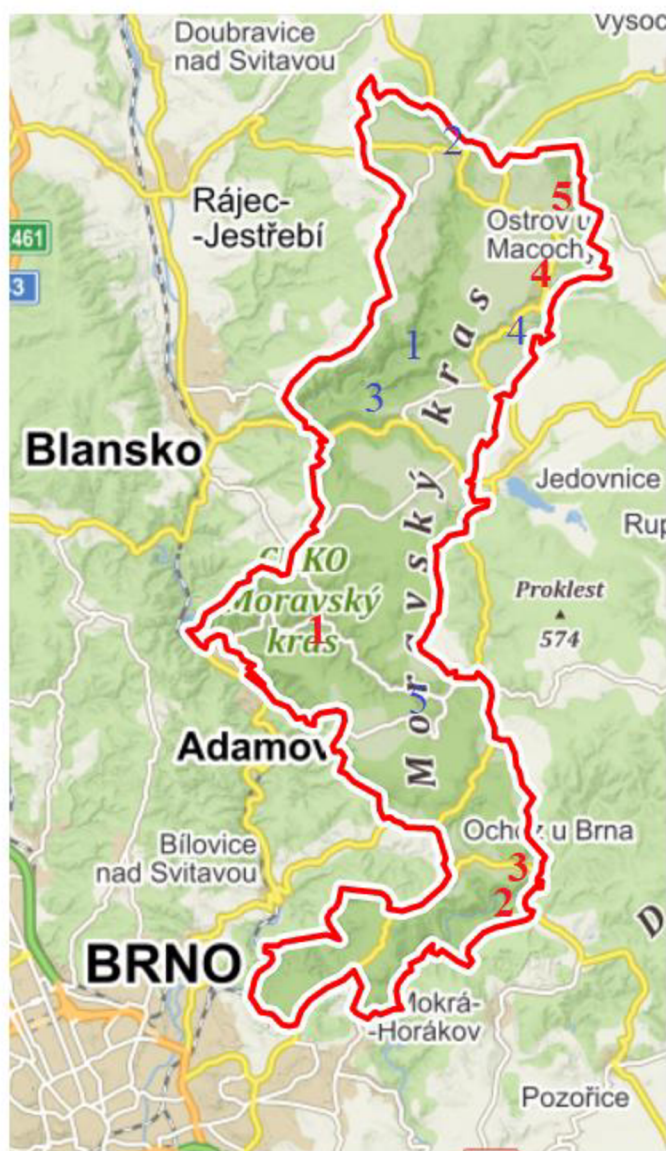 Vysoc
Doubravice
nad Svitavou
2
5
Rájec-
-Jestřebí
Ostrov u
Macochy
461
3
4
4
1
3
Moravský kras
Blansko
Jedovnice
Rup
CHKO
Moravský
kras
1
Proklest
574
5
Adamov
Ochoz u Brna
Bílovice
nad Svitavou
3
2
D
BRNO
Mokrá-
-Horákov
Pozořice